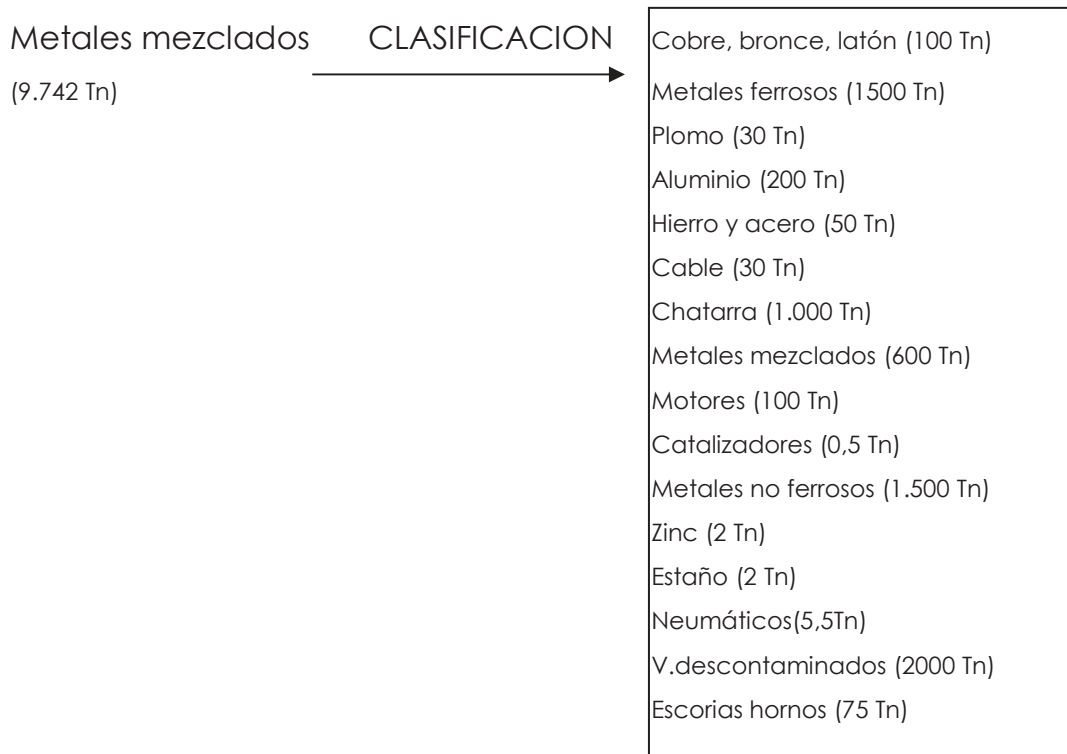 Metales mezclados
(9.742 Tn)
CLASIFICACION
Cobre, bronce, latón (100 Tn)
Metales ferrosos (1500 Tn)
Plomo (30 Tn)
Aluminio (200 Tn)
Hierro y acero (50 Tn)
Cable (30 Tn)
Chatarra (1.000 Tn)
Metales mezclados (600 Tn)
Motores (100 Tn)
Catalizadores (0,5 Tn)
Metales no ferrosos (1.500 Tn)
Zinc (2 Tn)
Estaño (2 Tn)
Neumáticos(5,5Tn)
V.descontaminados (2000 Tn)
Escorias hornos (75 Tn)